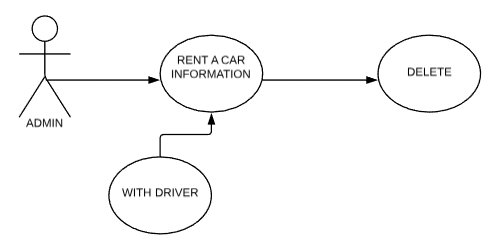 RENT A CAR
INFORMATION
DELETE
ADMIN
WITH DRIVER